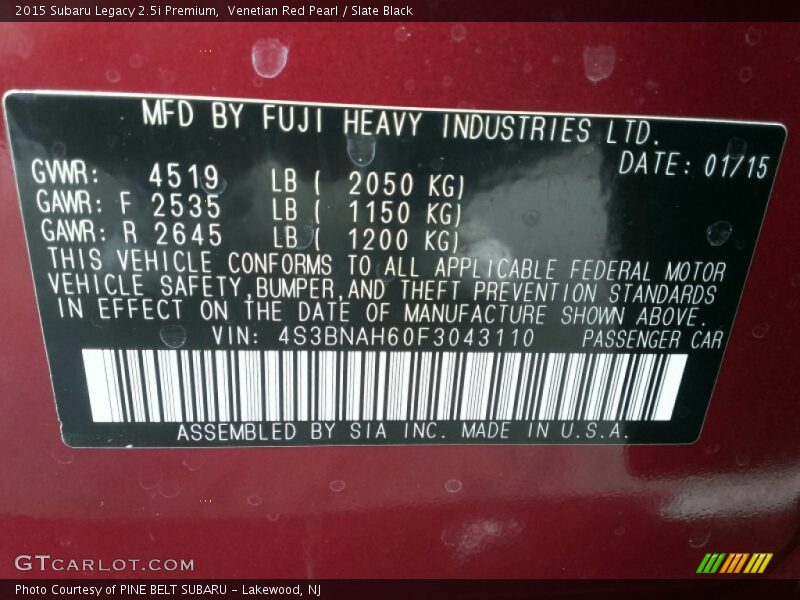 2015 Subaru Legacy 2.5i Premium,  Venetian Red Pearl / Slate Black
MFD BY FUJI HEAVY INDUSTRIES LTD.
DATE: 01/15
GVWR: 4519 LB ( 2050 KG)
GAWR: F 2535 LB ( 1150 KG)
GAWR: R 2645 LB ( 1200 KG)
THIS VEHICLE CONFORMS TO ALL APPLICABLE FEDERAL MOTOR
VEHICLE SAFETY,BUMPER,AND THEFT PREVENTION STANDARDS
IN EFFECT ON THE DATE OF MANUFACTURE SHOWN ABOVE.
VIN: 4S3BNAH60F3043110 PASSENGER CAR
ASSEMBLED BY SIA INC. MADE IN U.S.A.
GTCARLOT.COM
Photo Courtesy of PINE BELT SUBARU - Lakewood, NJ